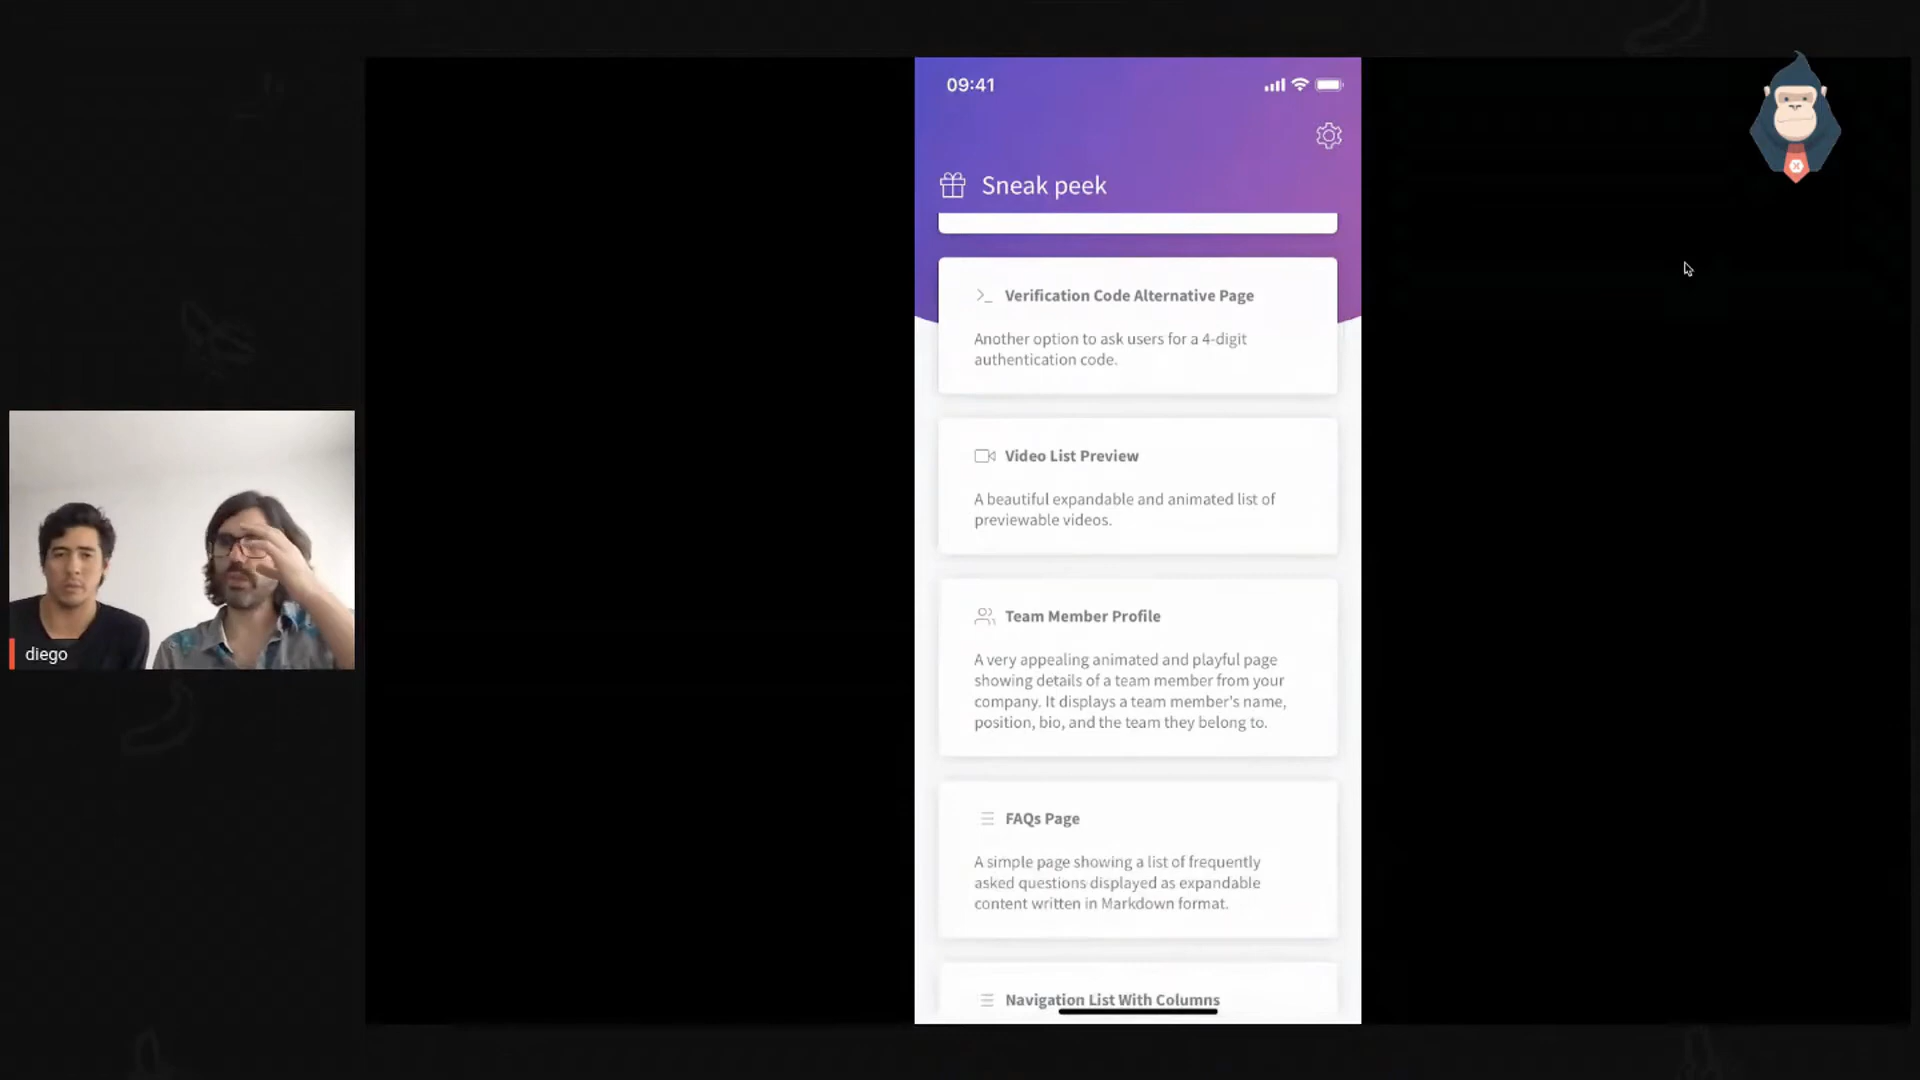 09:41
Sneak peek
Verification Code Alternative Page
Another option to ask users for a 4-digit
authentication code.
Video List Preview
A beautiful expandable and animated list of
previewable videos.
Team Member Profile
A very appealing animated and playful page
showing details of a team member from your
company. It displays a team member's name,
position, bio, and the team they belong to.
FAQs Page
A simple page showing a list of frequently
asked questions displayed as expandable
content written in Markdown format.
Navigation List With Columns
diego